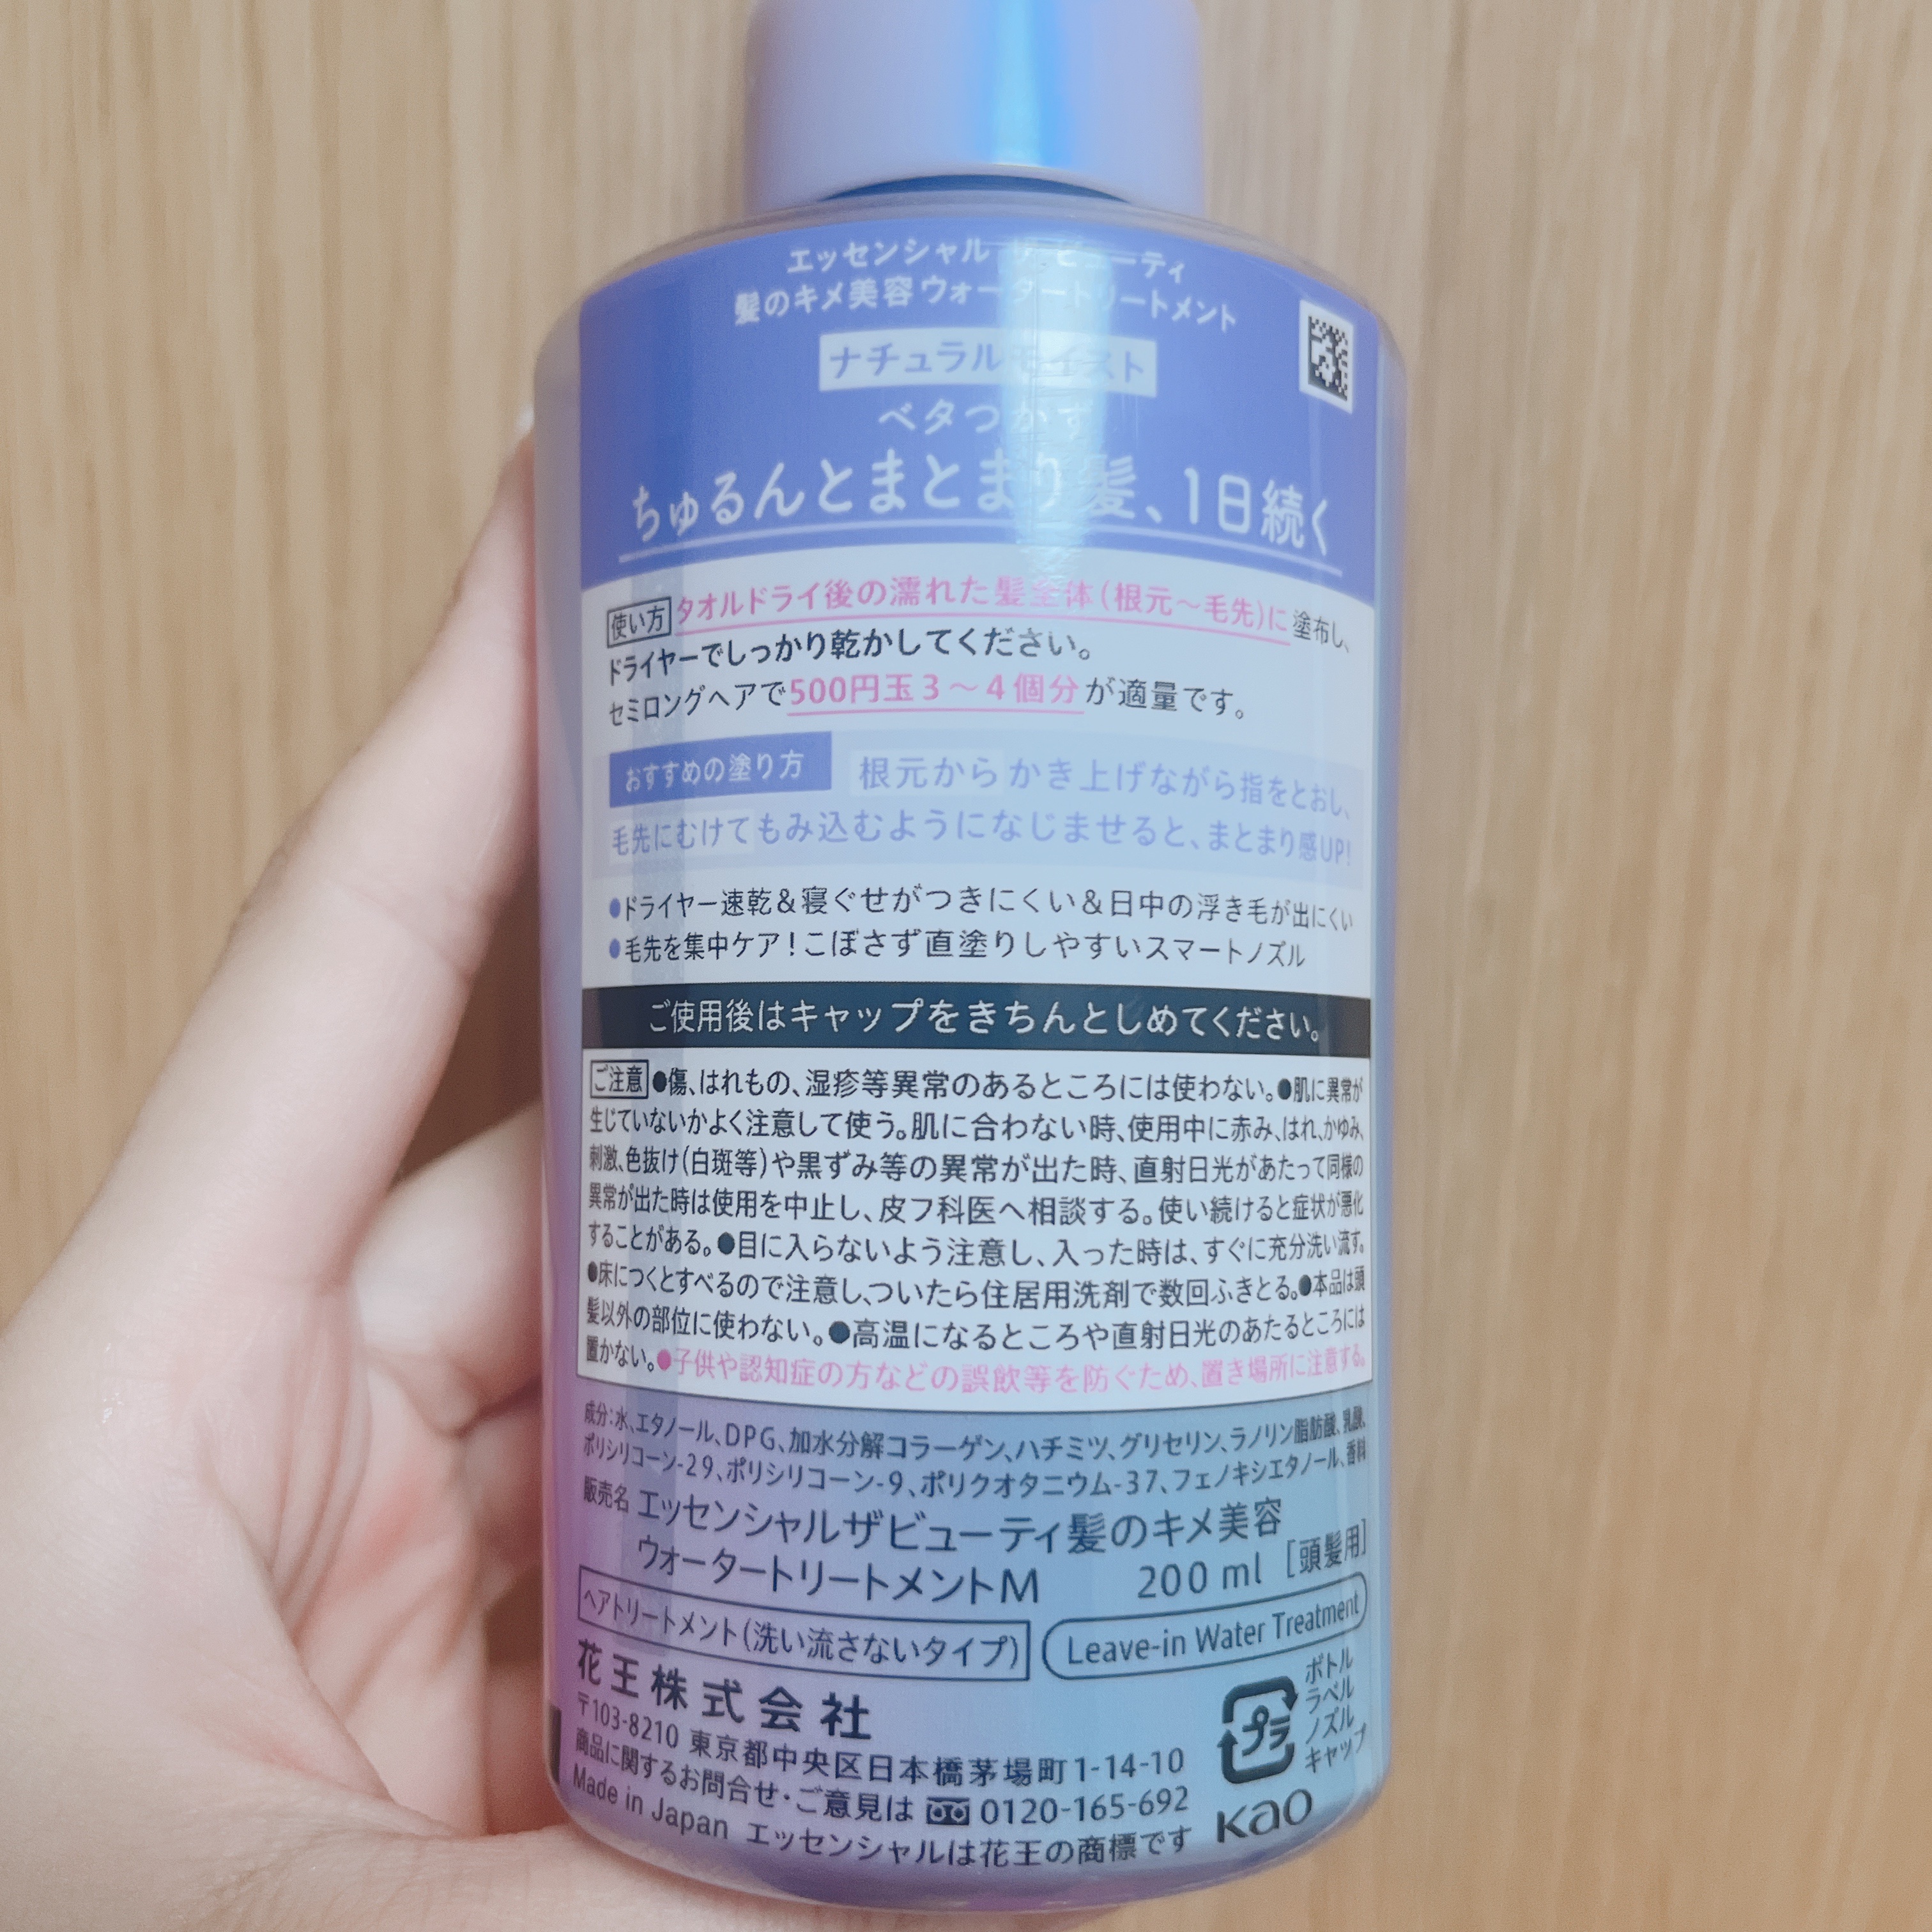 エッセンシャル ザ ビューティ
髪のキメ美容 ウォータートリートメント
ナチュラルモイスト
ベタつかず
ちゅるんとまとまり髪、1日続く
使い方 タオルドライ後の濡れた髪全体(根元～毛先)に塗布し、
ドライヤーでしっかり乾かしてください。
セミロングヘアで500円玉3～4個分が適量です。
おすすめの塗り方 根元からかき上げながら指をとおし、
毛先にむけてもみ込むようになじませると、まとまり感UP!
●ドライヤー速乾&寝ぐせがつきにくい&日中の浮き毛が出にくい
●毛先を集中ケア!こぼさず直塗りしやすいスマートノズル
ご使用後はキャップをきちんとしめてください。
ご注意 ●傷、はれもの、湿疹等異常のあるところには使わない。●肌に異常が
生じていないかよく注意して使う。肌に合わない時、使用中に赤み、はれ、かゆみ、
刺激、色抜け(白斑等)や黒ずみ等の異常が出た時、直射日光があたって同様の
異常が出た時は使用を中止し、皮フ科医へ相談する。使い続けると症状が悪化
することがある。●目に入らないよう注意し、入った時は、すぐに充分洗い流す。
●床につくとすべるので注意し、ついたら住居用洗剤で数回ふきとる。●本品は頭
髪以外の部位に使わない。●高温になるところや直射日光のあたるところには
置かない。●子供や認知症の方などの誤飲等を防ぐため、置き場所に注意する。
成分:水、エタノール、DPG、加水分解コラーゲン、ハチミツ、グリセリン、ラノリン脂肪酸、乳酸、
ポリシリコーン-29、ポリシリコーン-9、ポリクオタニウム-37、フェノキシエタノール、香料
販売名 エッセンシャルザビューティ髪のキメ美容
ウォータートリートメントM 200 ml [頭髪用]
ヘアトリートメント(洗い流さないタイプ) Leave-in Water Treatment
花王株式会社
〒103-8210 東京都中央区日本橋茅場町1-14-10
商品に関するお問合せ・ご意見は 0120-165-692
Made in Japan エッセンシャルは花王の商標です
プラ
ボトル
ラベル
ノズル
キャップ
Kao